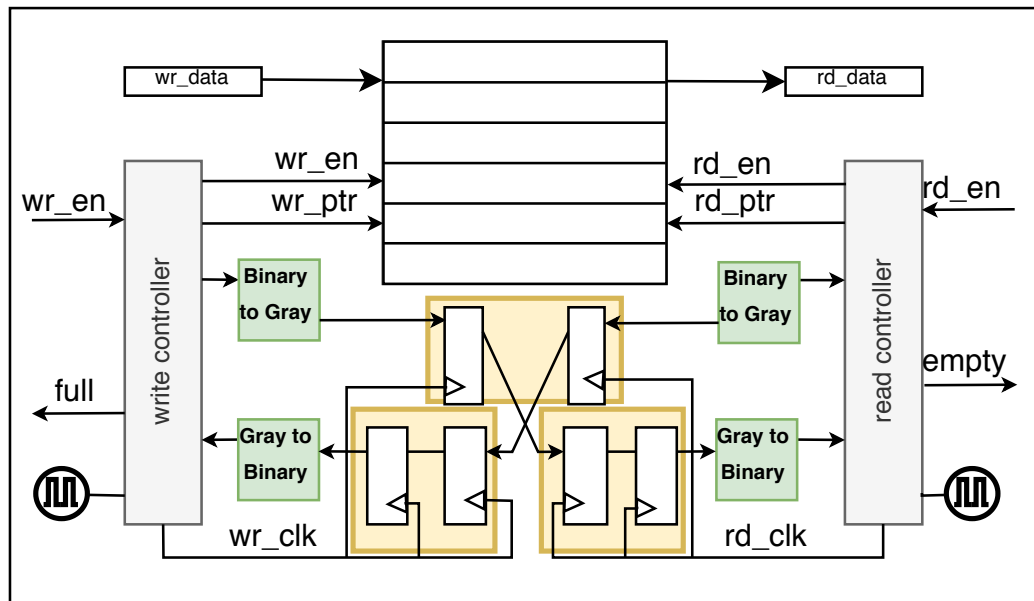 wr_data
rd_data
wr_en
rd_en
wr_en
rd_en
wr_ptr
rd_ptr
write controller
read controller
Binary
to Gray
Binary
to Gray
full
empty
Gray to
Binary
Gray to
Binary
wr_clk
rd_clk